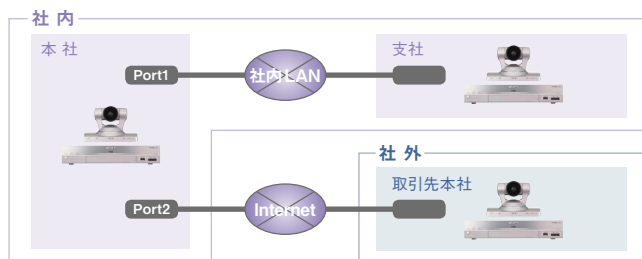 社内
本社
支社
Port1
社内LAN
社外
取引先本社
Port2
Internet